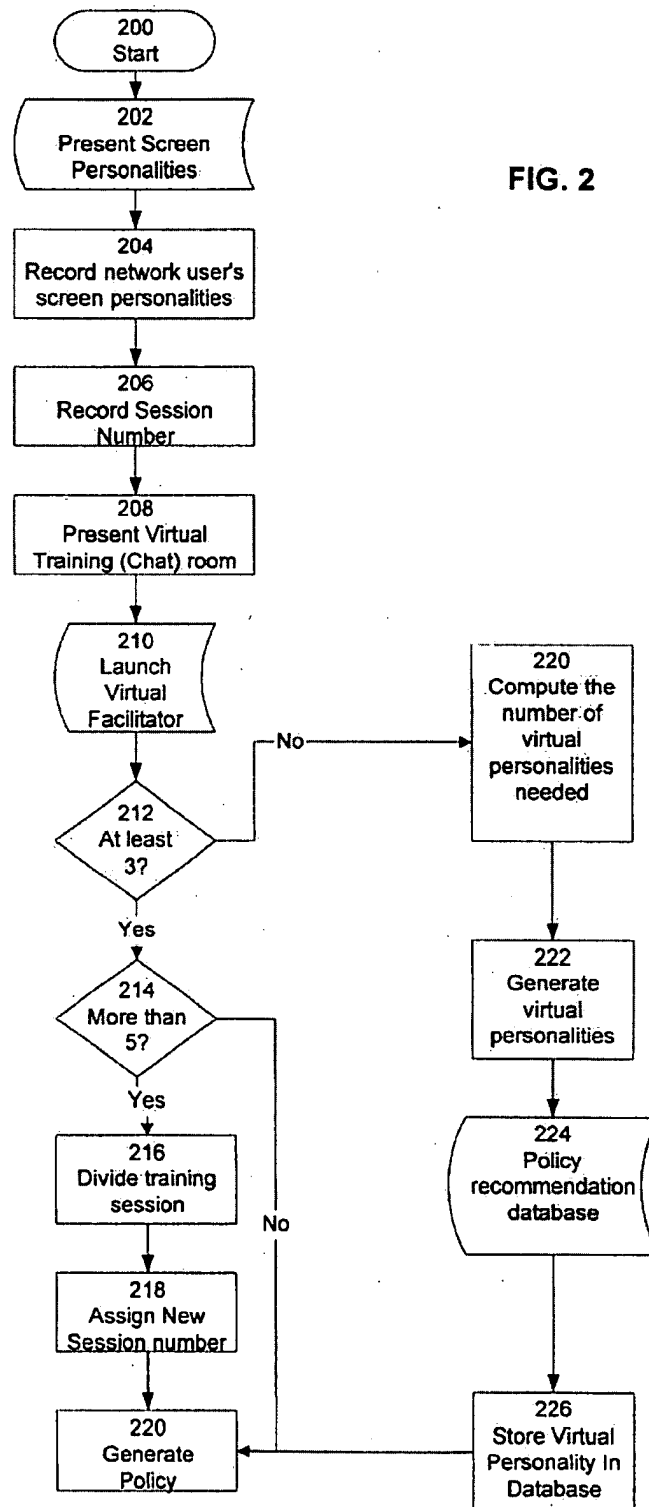 200
Start
202
Present Screen
Personalities
FIG. 2
204
Record network user's
screen personalities
206
Record Session
Number
208
Present Virtual
Training (Chat) room
210
Launch
Virtual
Facilitator
No
220
Compute the
number of
virtual
personalities
needed
212
At least
3?
Yes
214
More than
5?
222
Generate
virtual
personalities
Yes
216
Divide training
session
No
224
Policy
recommendation
database
218
Assign New
Session number
220
Generate
Policy
226
Store Virtual
Personality In
Database